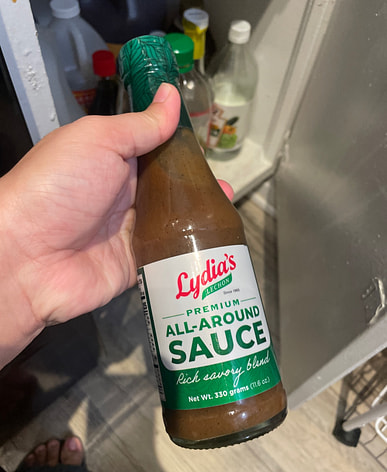 Lydia's
LECHON
Since 1965
PREMIUM
ALL-AROUND
SAUCE
Rich savory blend
Net Wt. 330 grams (11.6 oz.)